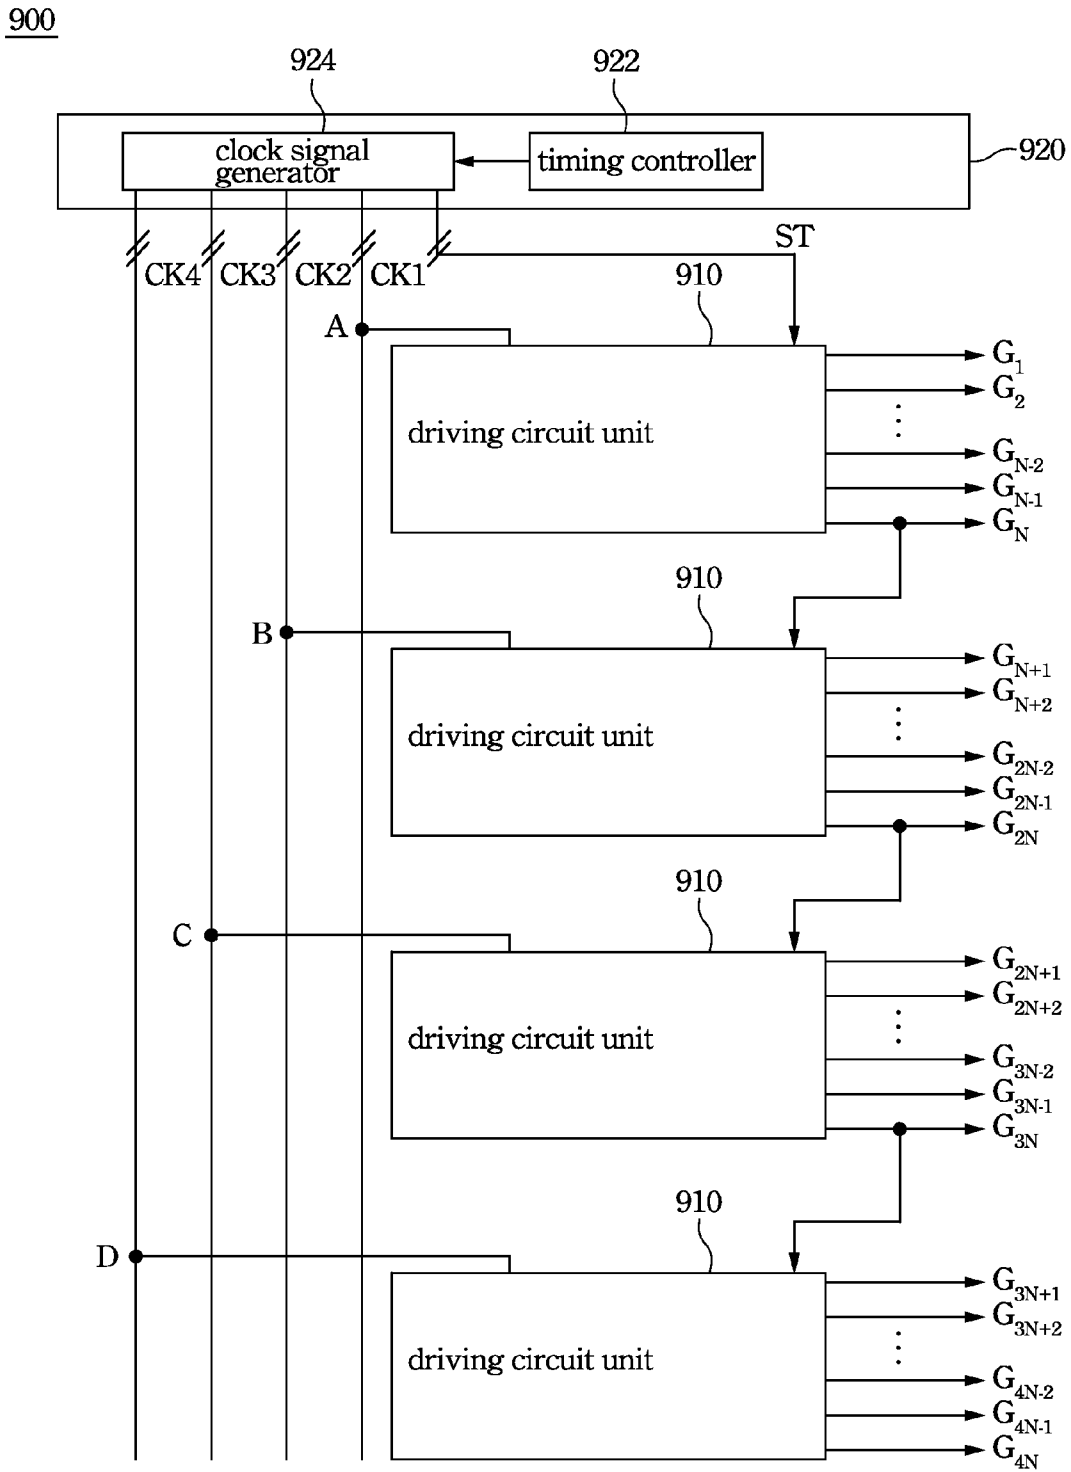 900
924
922
clock signal
generator
timing controller
920
ST
CK4 CK3 CK2 CK1
910
A
G1
G2
driving circuit unit
GN-2
GN-1
GN
910
B
GN+1
GN+2
driving circuit unit
G2N-2
G2N-1
G2N
910
C
G2N+1
G2N+2
driving circuit unit
G3N-2
G3N-1
G3N
910
D
G3N+1
G3N+2
driving circuit unit
G4N-2
G4N-1
G4N